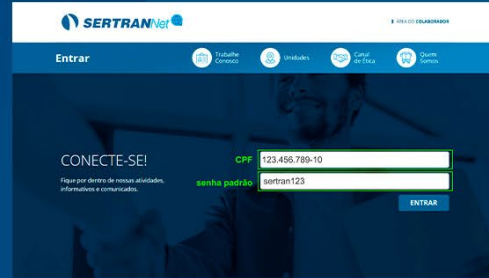 SERTRANNet
ÁREA DO COLABORADOR
Entrar
Trabalhe
Conosco
Unidades
Canal
de Ética
Quem
Somos
CONECTE-SE!
Fique por dentro de nossas atividades,
informativos e comunicados.
CPF
123.456.789-10
senha padrão
sertran123
ENTRAR